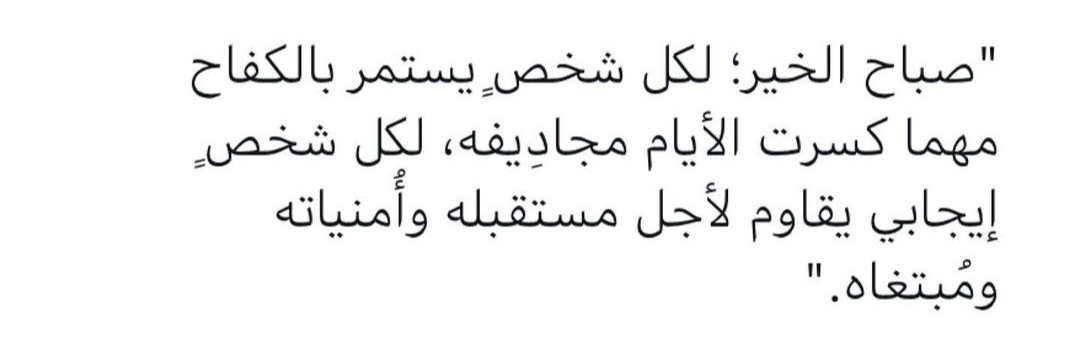 "صباح الخير؛ لكل شخصٍ يستمر بالكفاح
مهما كسرت الأيام مجادِيفه، لكل شخصٍ
إيجابي يقاوم لأجل مستقبله وأُمنياته
ومُبتغاه."